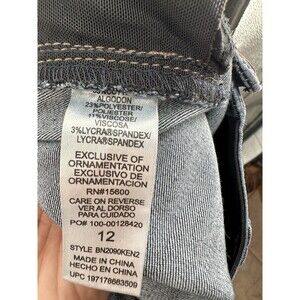 ALGODON
23%POLYESTER/
POLIESTER
11%VISCOSE/
VISCOSA
3%LYCRA®SPANDEX/
LYCRA®SPANDEX
EXCLUSIVE OF
ORNAMENTATION
EXCLUSIVO DE
ORNAMENTACION
RN#15600
CARE ON REVERSE
VER AL DORSO
PARA CUIDADO
PO# 100-00128420
12
STYLE BN2090KEN2
MADE IN CHINA
HECHO EN CHINA
UPC 197178663509